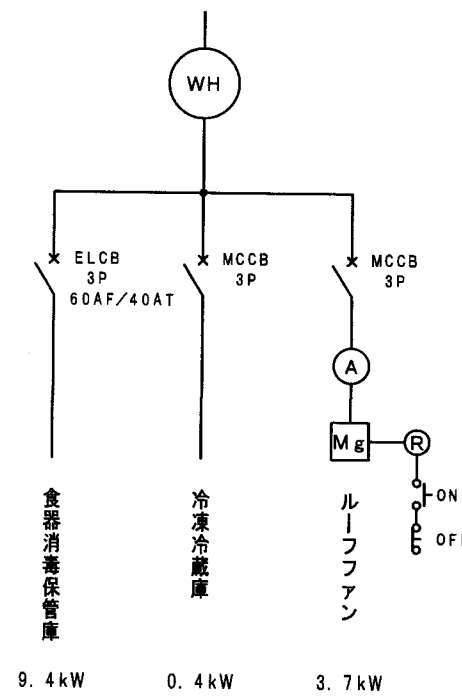 WH
ELCB
3P
60AF/40AT
MCCB
3P
MCCB
3P
A
Mg
R
ON
OF
食器消毒保管庫
冷凍冷蔵庫
ルーフファン
9.4kW
0.4kW
3.7kW